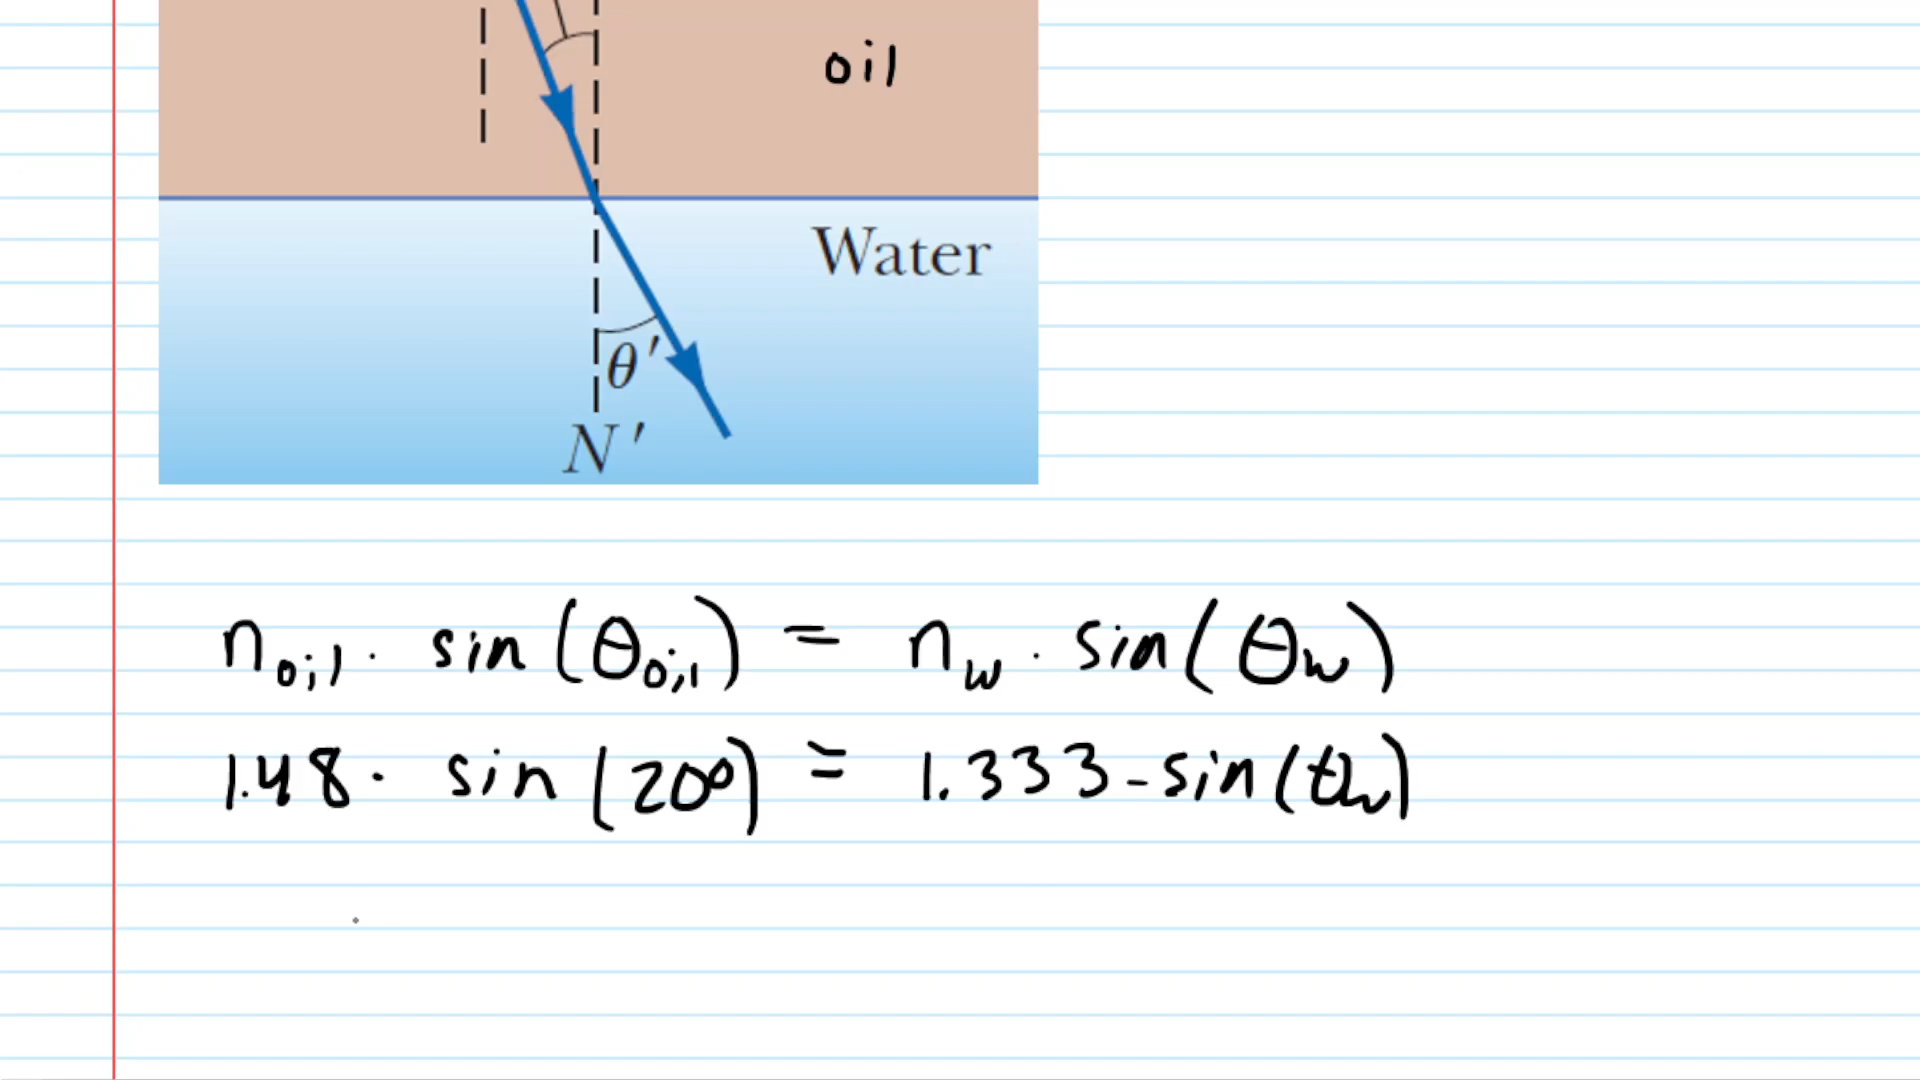 oil
Water
θ′
N′
n_oil · sin(θ_oil) = n_w · sin(θ_w)
1.48 · sin(20°) = 1.333 - sin(θ_w)